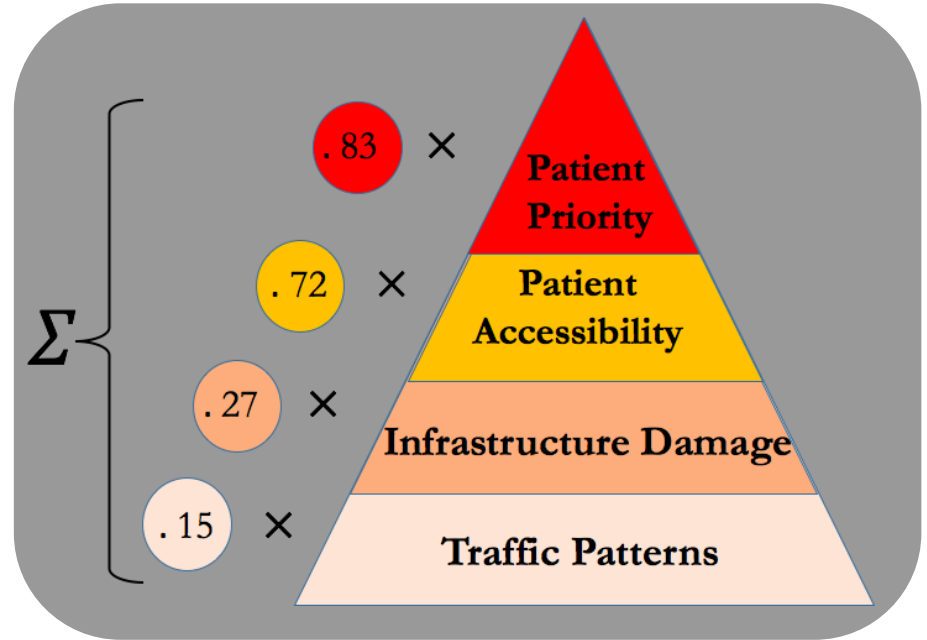 . 83 ×
Patient
Priority
. 72 ×
Patient
Accessibility
Σ
. 27 ×
Infrastructure Damage
. 15 ×
Traffic Patterns